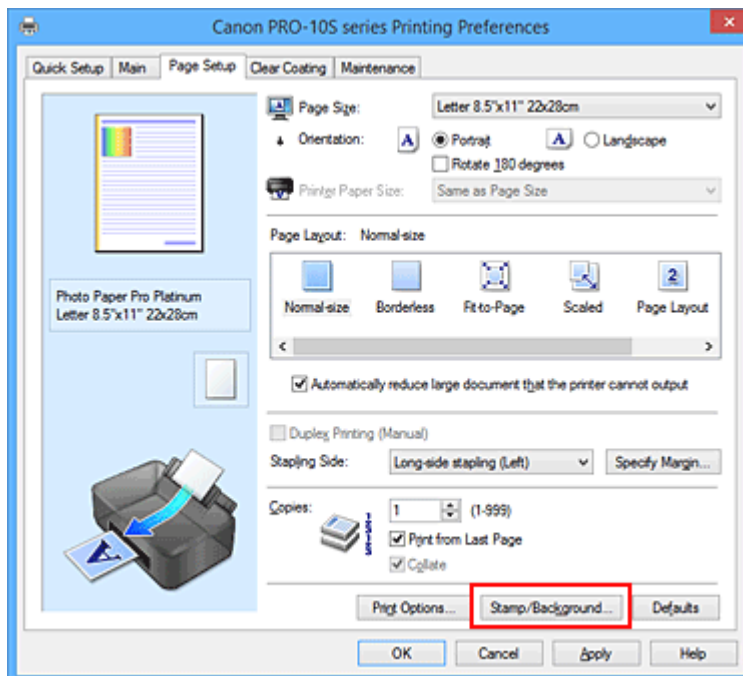 Canon PRO-10S series Printing Preferences
Quick Setup Main Page Setup Clear Coating Maintenance
Page Size: Letter 8.5"x11" 22x28cm
Orientation: A Portrait A Landscape
Rotate 180 degrees
Printer Paper Size: Same as Page Size
Page Layout: Normal-size
2
Normal-size Borderless Fit-to-Page Scaled Page Layout
Automatically reduce large document that the printer cannot output
Photo Paper Pro Platinum
Letter 8.5"x11" 22x28cm
Duplex Printing (Manual)
Stapling Side: Long-side stapling (Left) Specify Margin...
Copies: 1 (1-999)
Print from Last Page
Collate
A
Print Options... Stamp/Background... Defaults
OK Cancel Apply Help